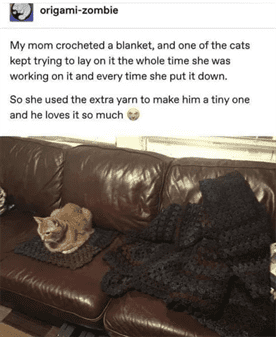 origami-zombie
My mom crocheted a blanket, and one of the cats
kept trying to lay on it the whole time she was
working on it and every time she put it down.
So she used the extra yarn to make him a tiny one
and he loves it so much 😭